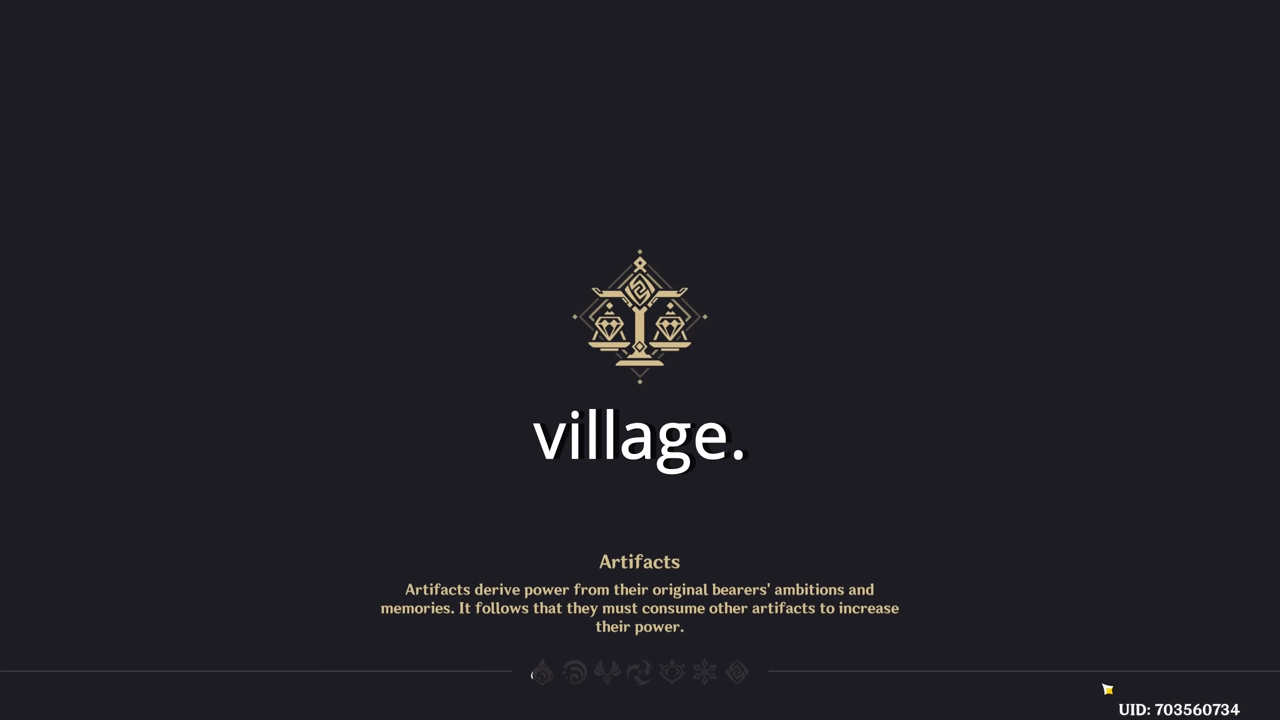 village.
Artifacts
Artifacts derive power from their original bearers' ambitions and
memories. It follows that they must consume other artifacts to increase
their power.
UID: 703560734